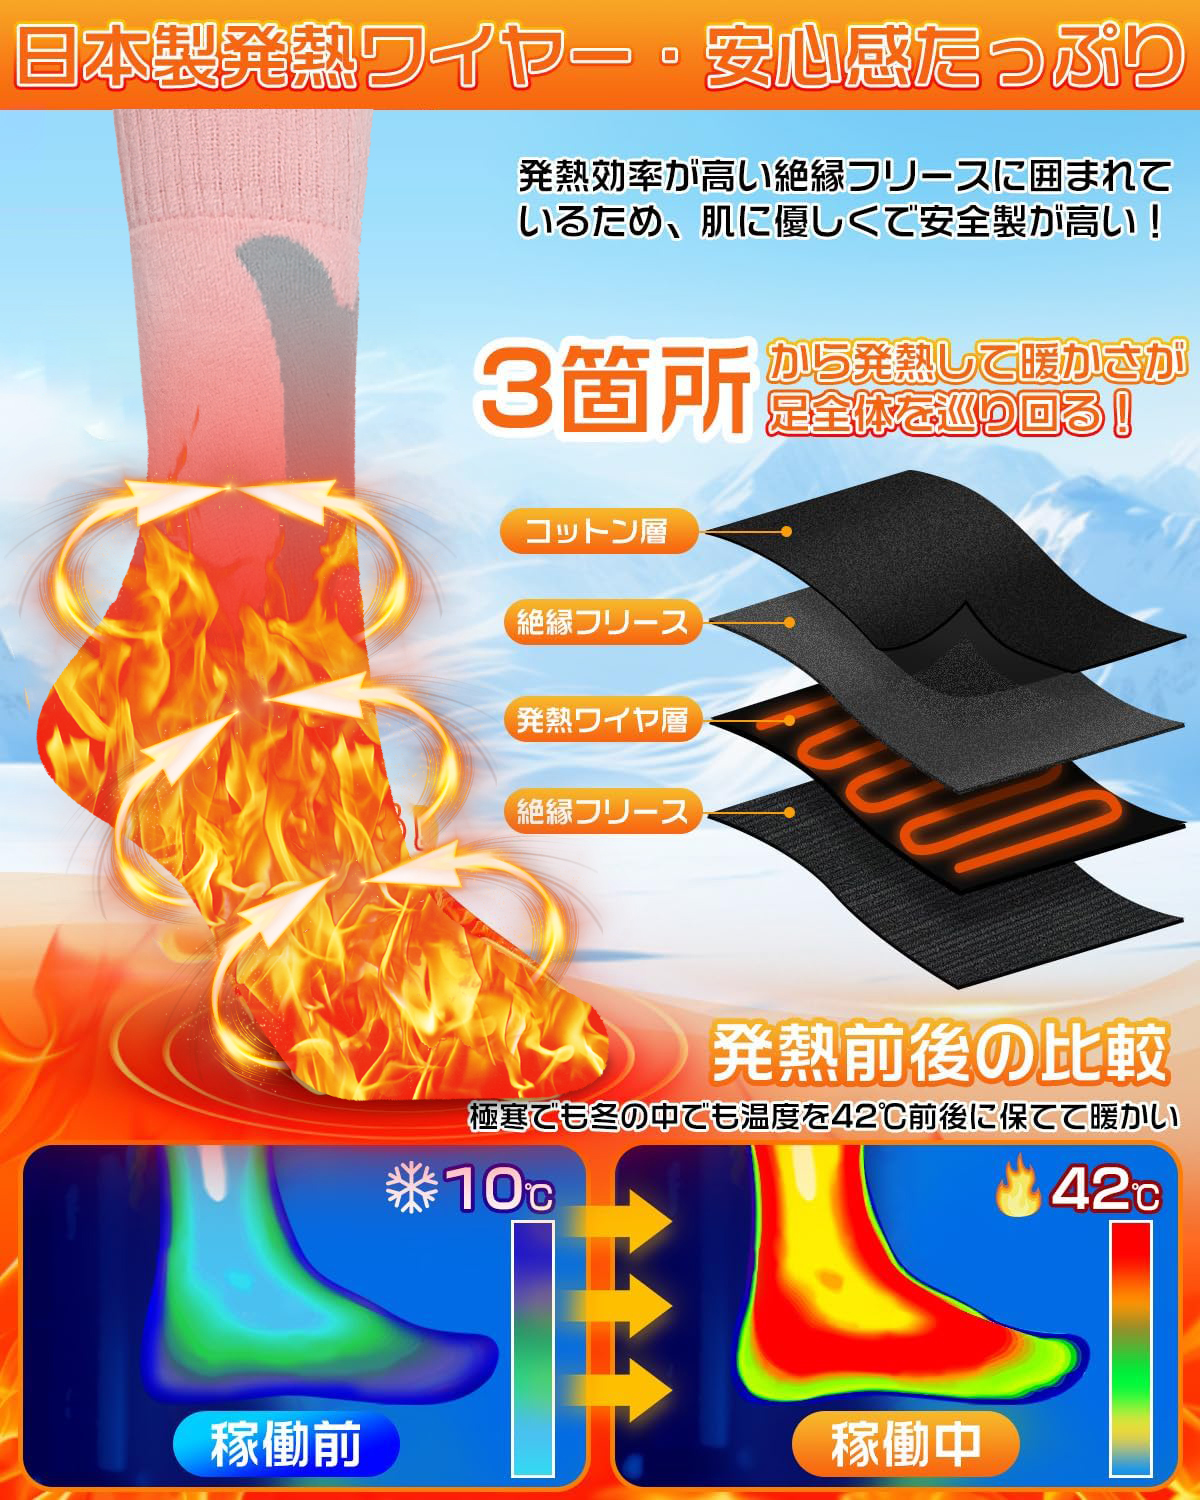 日本製発熱ワイヤー・安心感たっぷり
発熱効率が高い絶縁フリースに囲まれて
いるため、肌に優しくて安全製が高い！
3箇所
から発熱して暖かさが
足全体を巡り回る！
コットン層
絶縁フリース
発熱ワイヤ層
絶縁フリース
発熱前後の比較
極寒でも冬の中でも温度を42℃前後に保てて暖かい
10℃
42℃
稼働前
稼働中